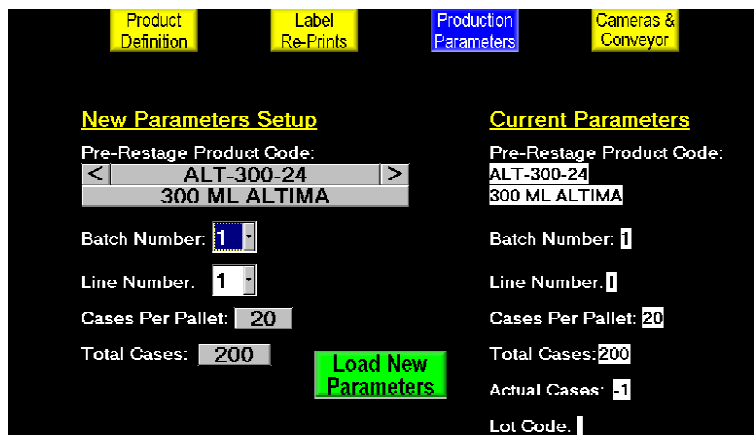 Product Definition
Label Re-Prints
Production Parameters
Cameras & Conveyor
New Parameters Setup
Pre-Restage Product Code:
< ALT-300-24 >
300 ML ALTIMA
Batch Number: 1
Line Number. 1
Cases Per Pallet: 20
Total Cases: 200
Load New
Parameters
Current Parameters
Pre-Restage Product Code:
ALT-300-24
300 ML ALTIMA
Batch Number: 1
Line Number. 1
Cases Per Pallet: 20
Total Cases: 200
Actual Cases: -1
Lot Code.